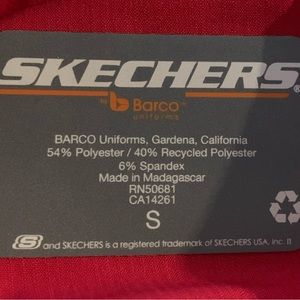 SKECHERS®
by Barco™
uniforms
BARCO Uniforms, Gardena, California
54% Polyester / 40% Recycled Polyester
6% Spandex
Made in Madagascar
RN50681
CA14261
S
and SKECHERS is a registered trademark of SKECHERS USA, Inc. II